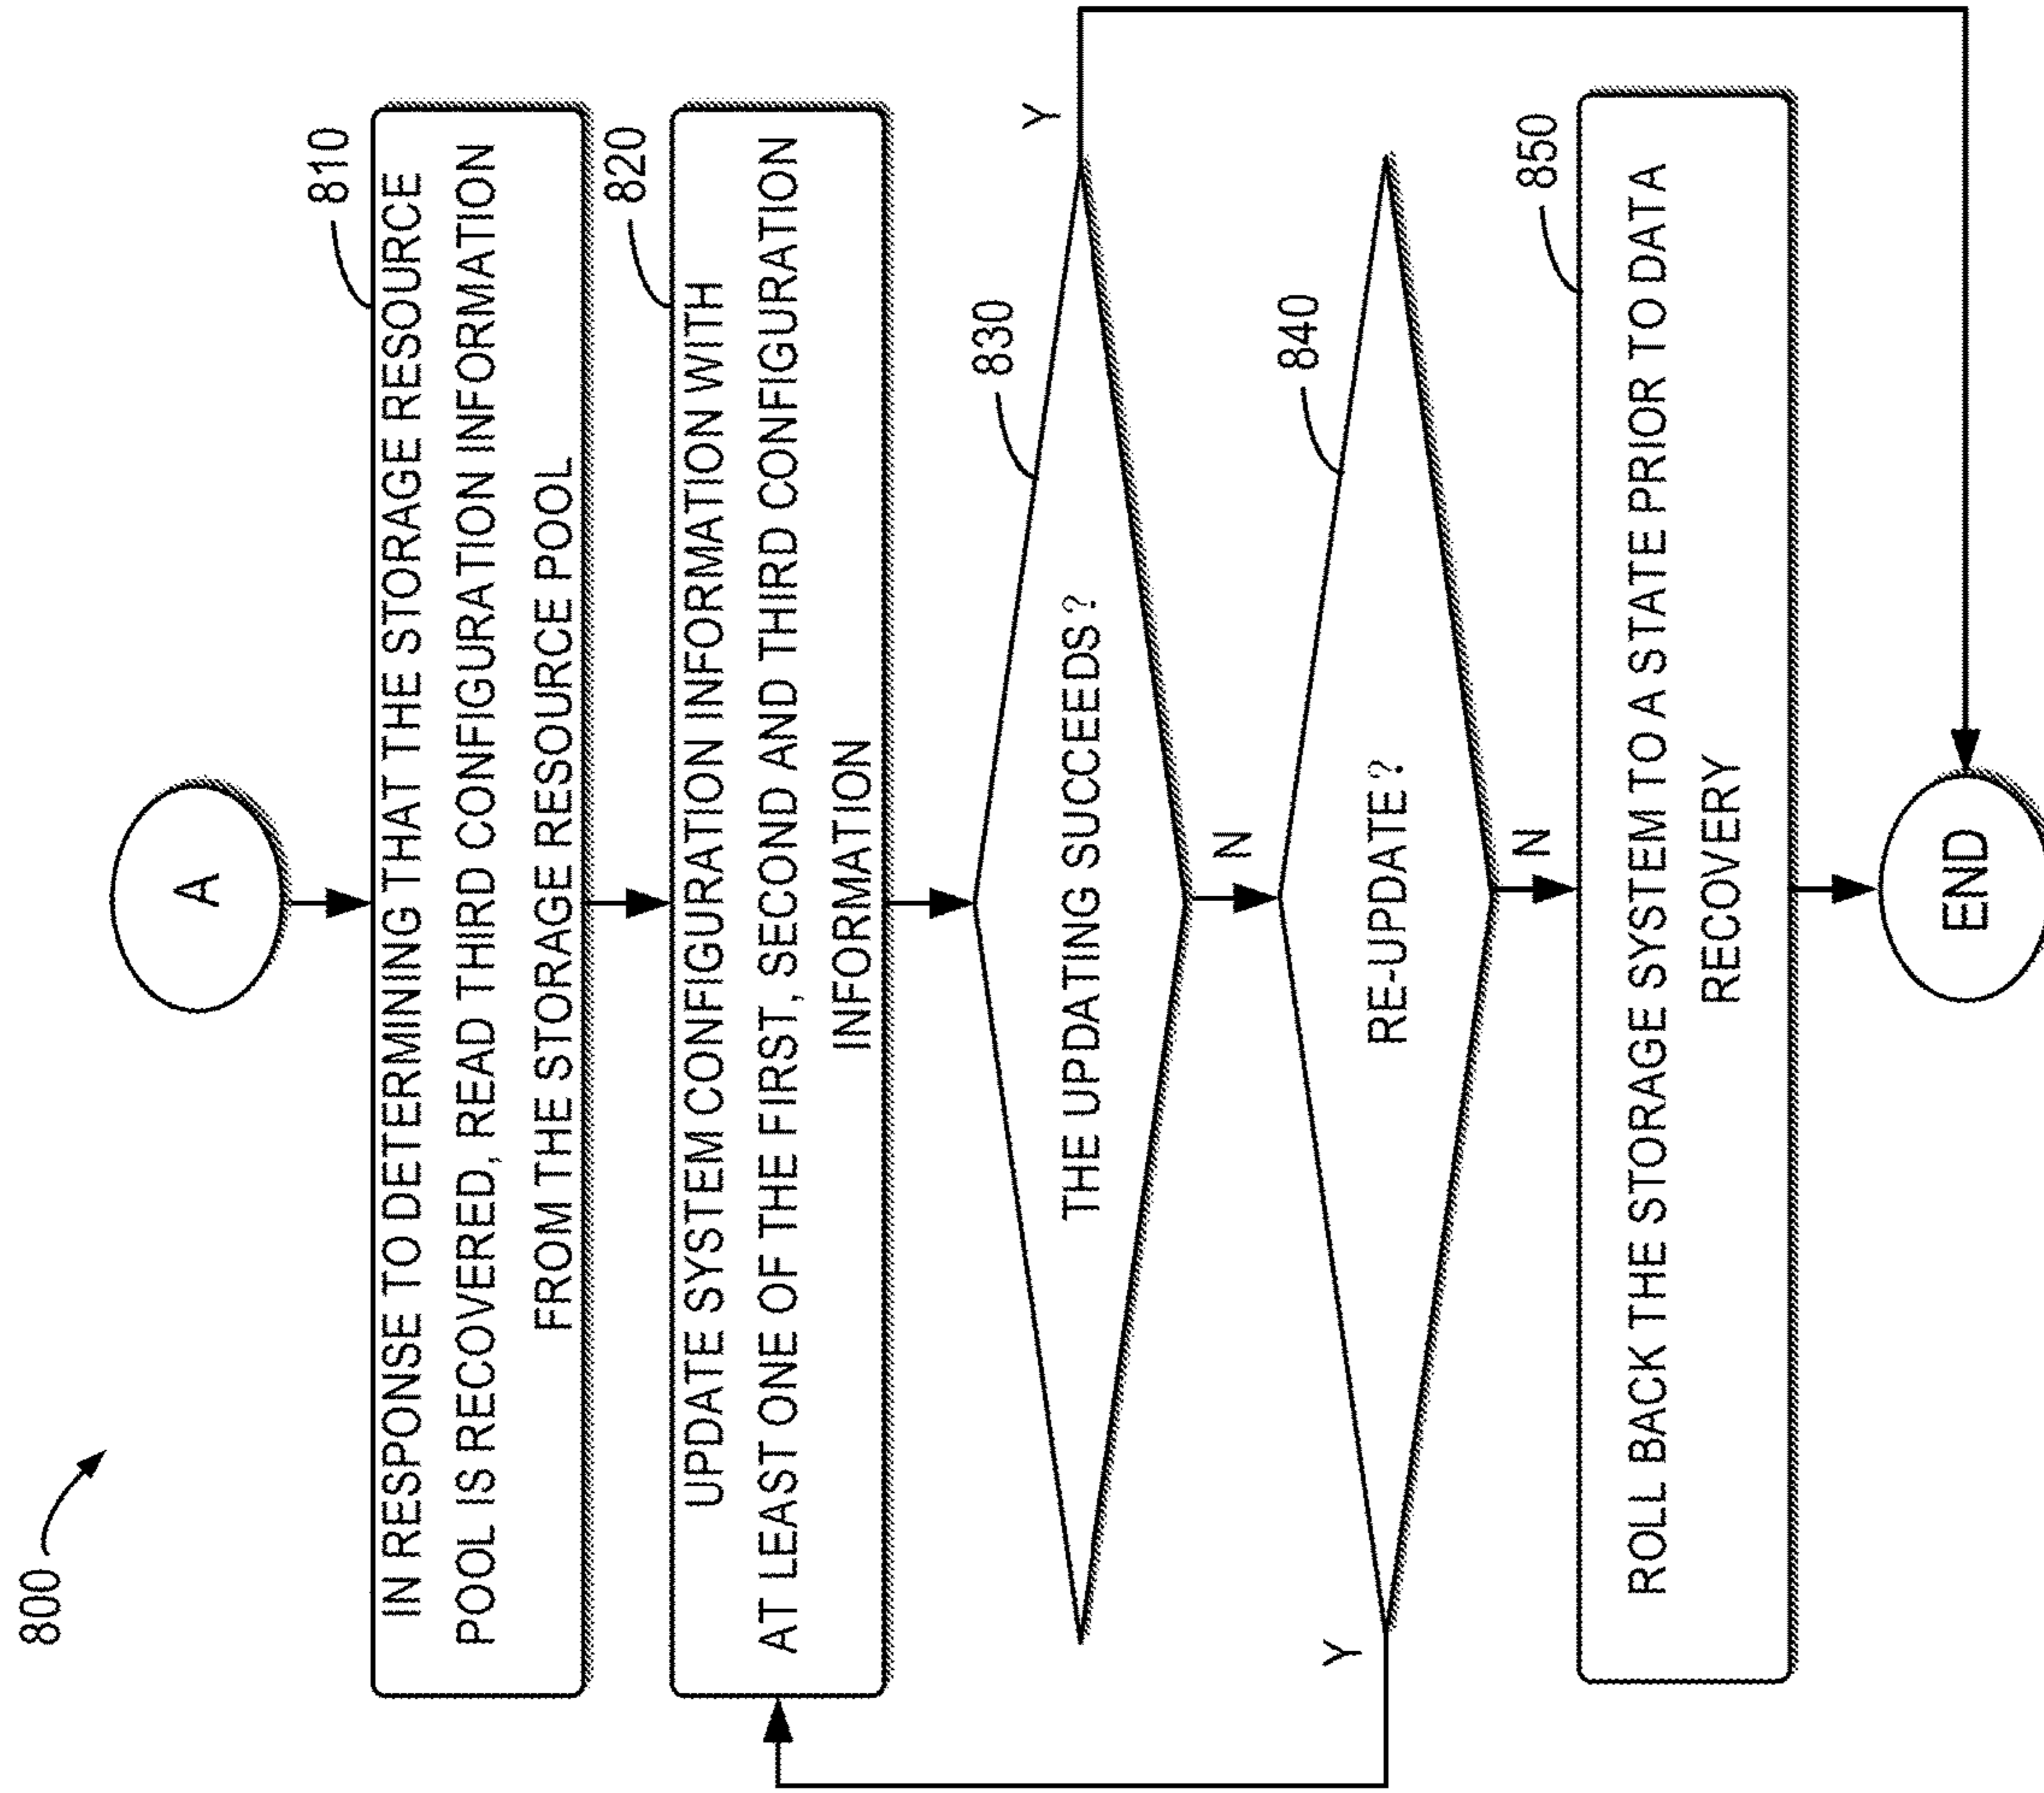 800
A
810
IN RESPONSE TO DETERMINING THAT THE STORAGE RESOURCE
POOL IS RECOVERED, READ THIRD CONFIGURATION INFORMATION
FROM THE STORAGE RESOURCE POOL
820
UPDATE SYSTEM CONFIGURATION INFORMATION WITH
AT LEAST ONE OF THE FIRST, SECOND AND THIRD CONFIGURATION
INFORMATION
830
Y
THE UPDATING SUCCEEDS?
N
840
Y
RE-UPDATE?
N
850
ROLL BACK THE STORAGE SYSTEM TO A STATE PRIOR TO DATA
RECOVERY
END